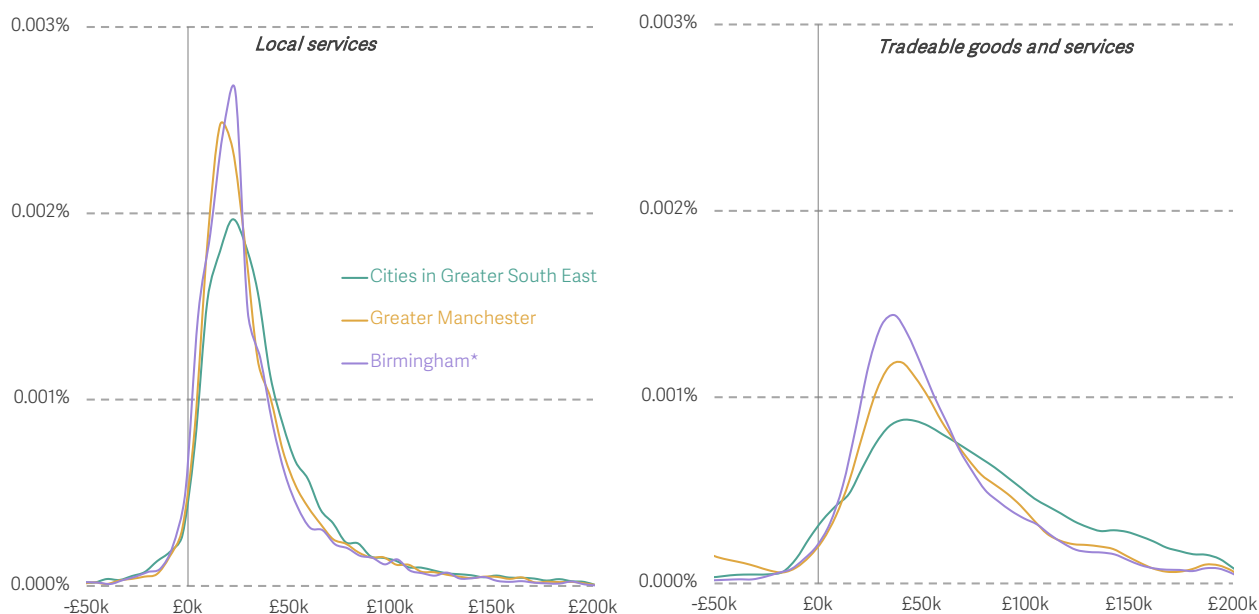 Local services
0.003%
0.002%
0.001%
0.000%
-£50k £0k £50k £100k £150k £200k
Cities in Greater South East
Greater Manchester
Birmingham*
Tradeable goods and services
0.003%
0.002%
0.001%
0.000%
-£50k £0k £50k £100k £150k £200k